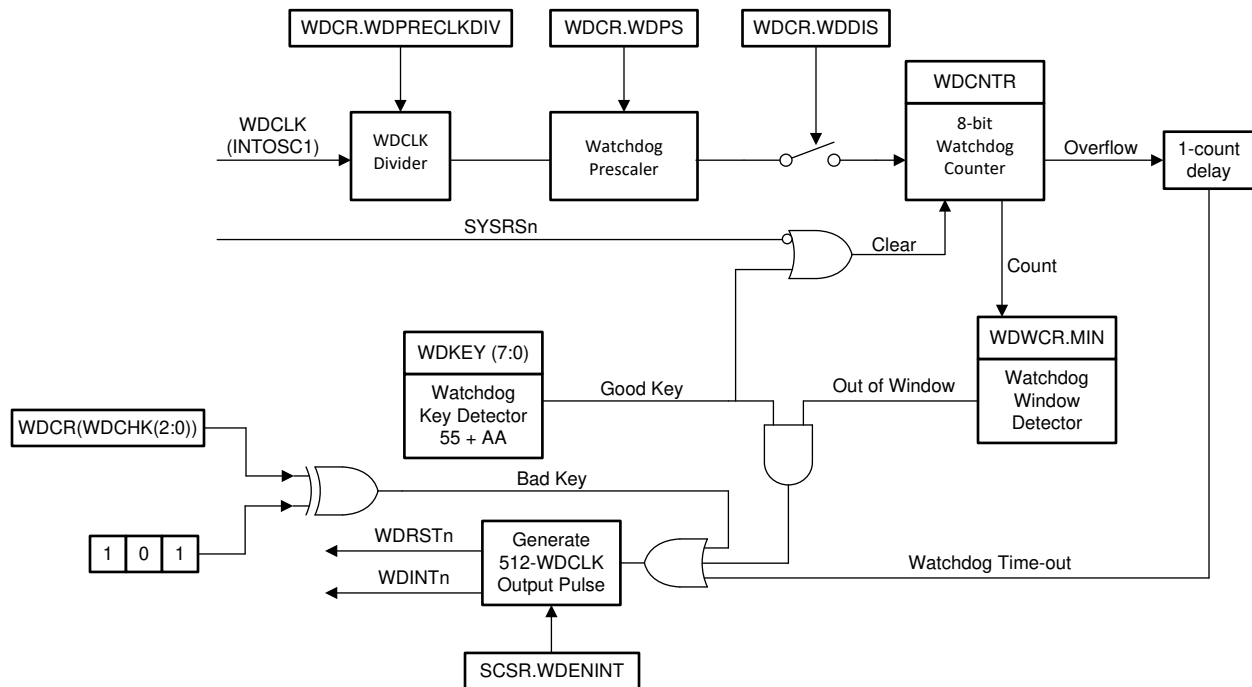 WDCR.WDPRECLKDIV
WDCR.WDPS
WDCR.WDDIS
WDCNTR
WDCLK
(INTOSC1)
WDCLK
Divider
Watchdog
Prescaler
8-bit
Watchdog
Counter
Overflow
1-count
delay
SYSRSn
Clear
Count
WDKEY (7:0)
Watchdog
Key Detector
55 + AA
Good Key
Out of Window
WDWCR.MIN
Watchdog
Window
Detector
WDCR(WDCHK(2:0))
Bad Key
1 0 1
WDRSTn
WDINTn
Generate
512-WDCLK
Output Pulse
Watchdog Time-out
SCSR.WDENINT